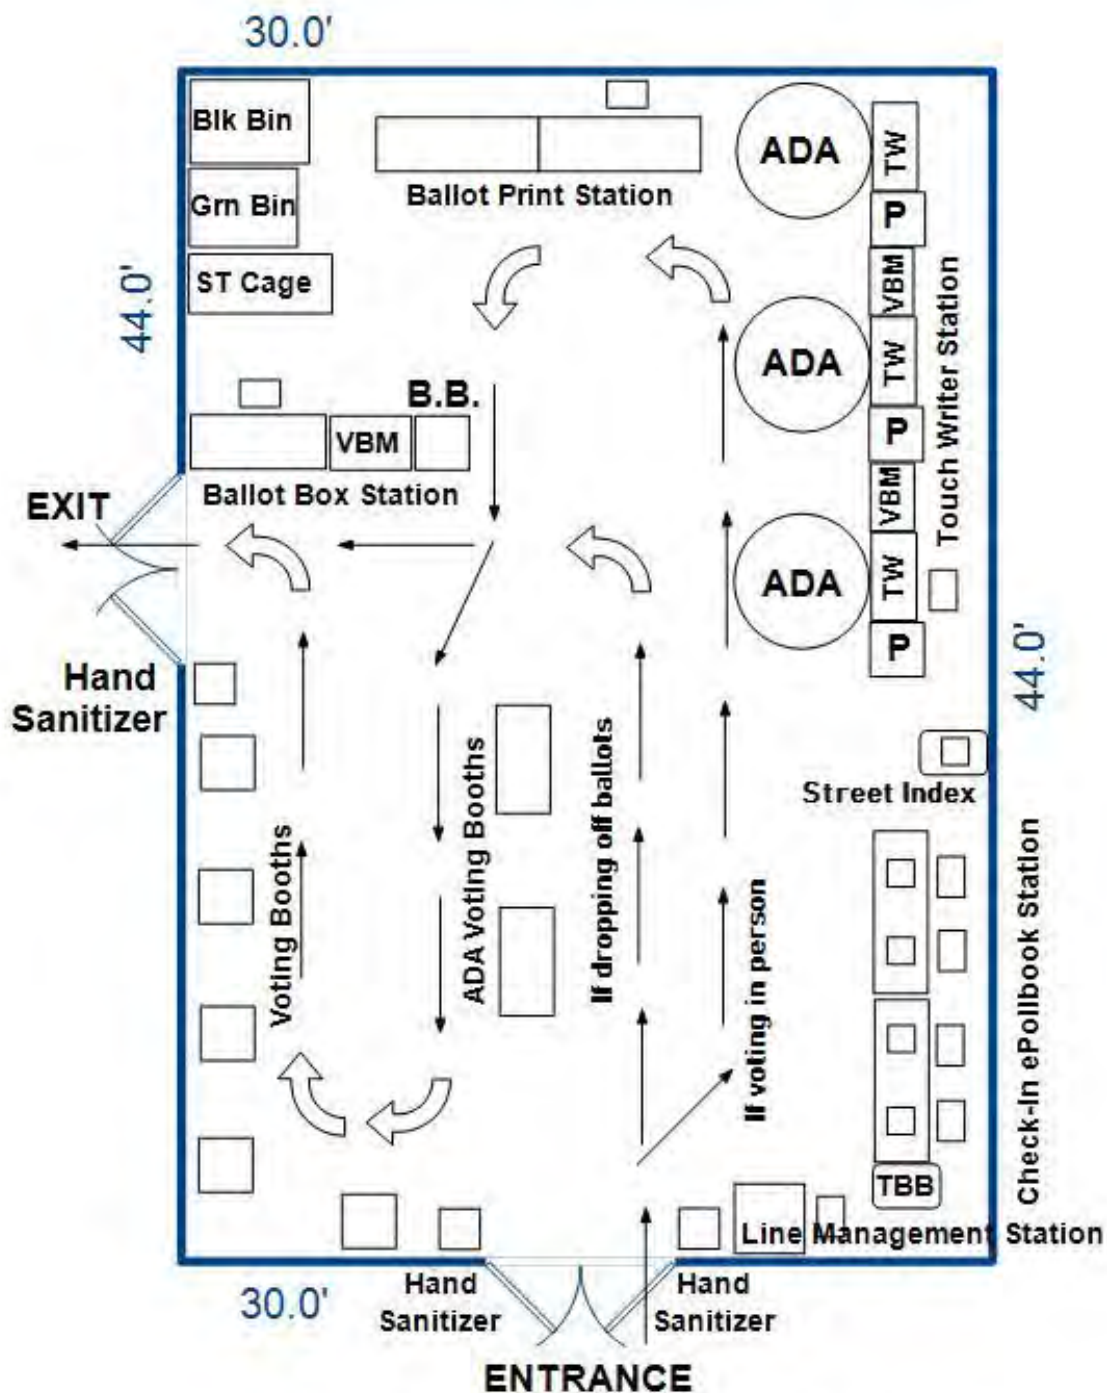 30.0'
Blk Bin
Grn Bin
ST Cage
Ballot Print Station
ADA
TW
P
VBM
ADA
TW
P
VBM
ADA
TW
P
Touch Writer Station
44.0'
B.B.
VBM
Ballot Box Station
EXIT
Hand
Sanitizer
44.0'
Street Index
Voting Booths
ADA Voting Booths
If dropping off ballots
If voting in person
Check-In ePollbook Station
TBB
Line Management Station
30.0'
Hand
Sanitizer
Hand
Sanitizer
ENTRANCE